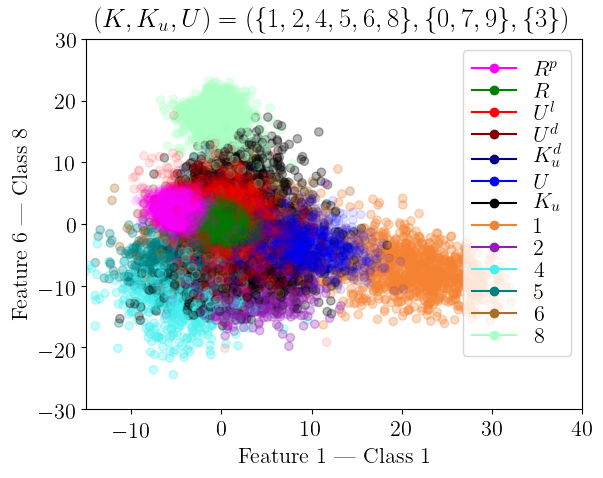 (K, K_u, U) = ({1, 2, 4, 5, 6, 8}, {0, 7, 9}, {3})
30
20
10
0
−10
−20
−30
Feature 6 — Class 8
R^p
R
U^l
U^d
K_u^d
U
K_u
1
2
4
5
6
8
−10
0
10
20
30
40
Feature 1 — Class 1